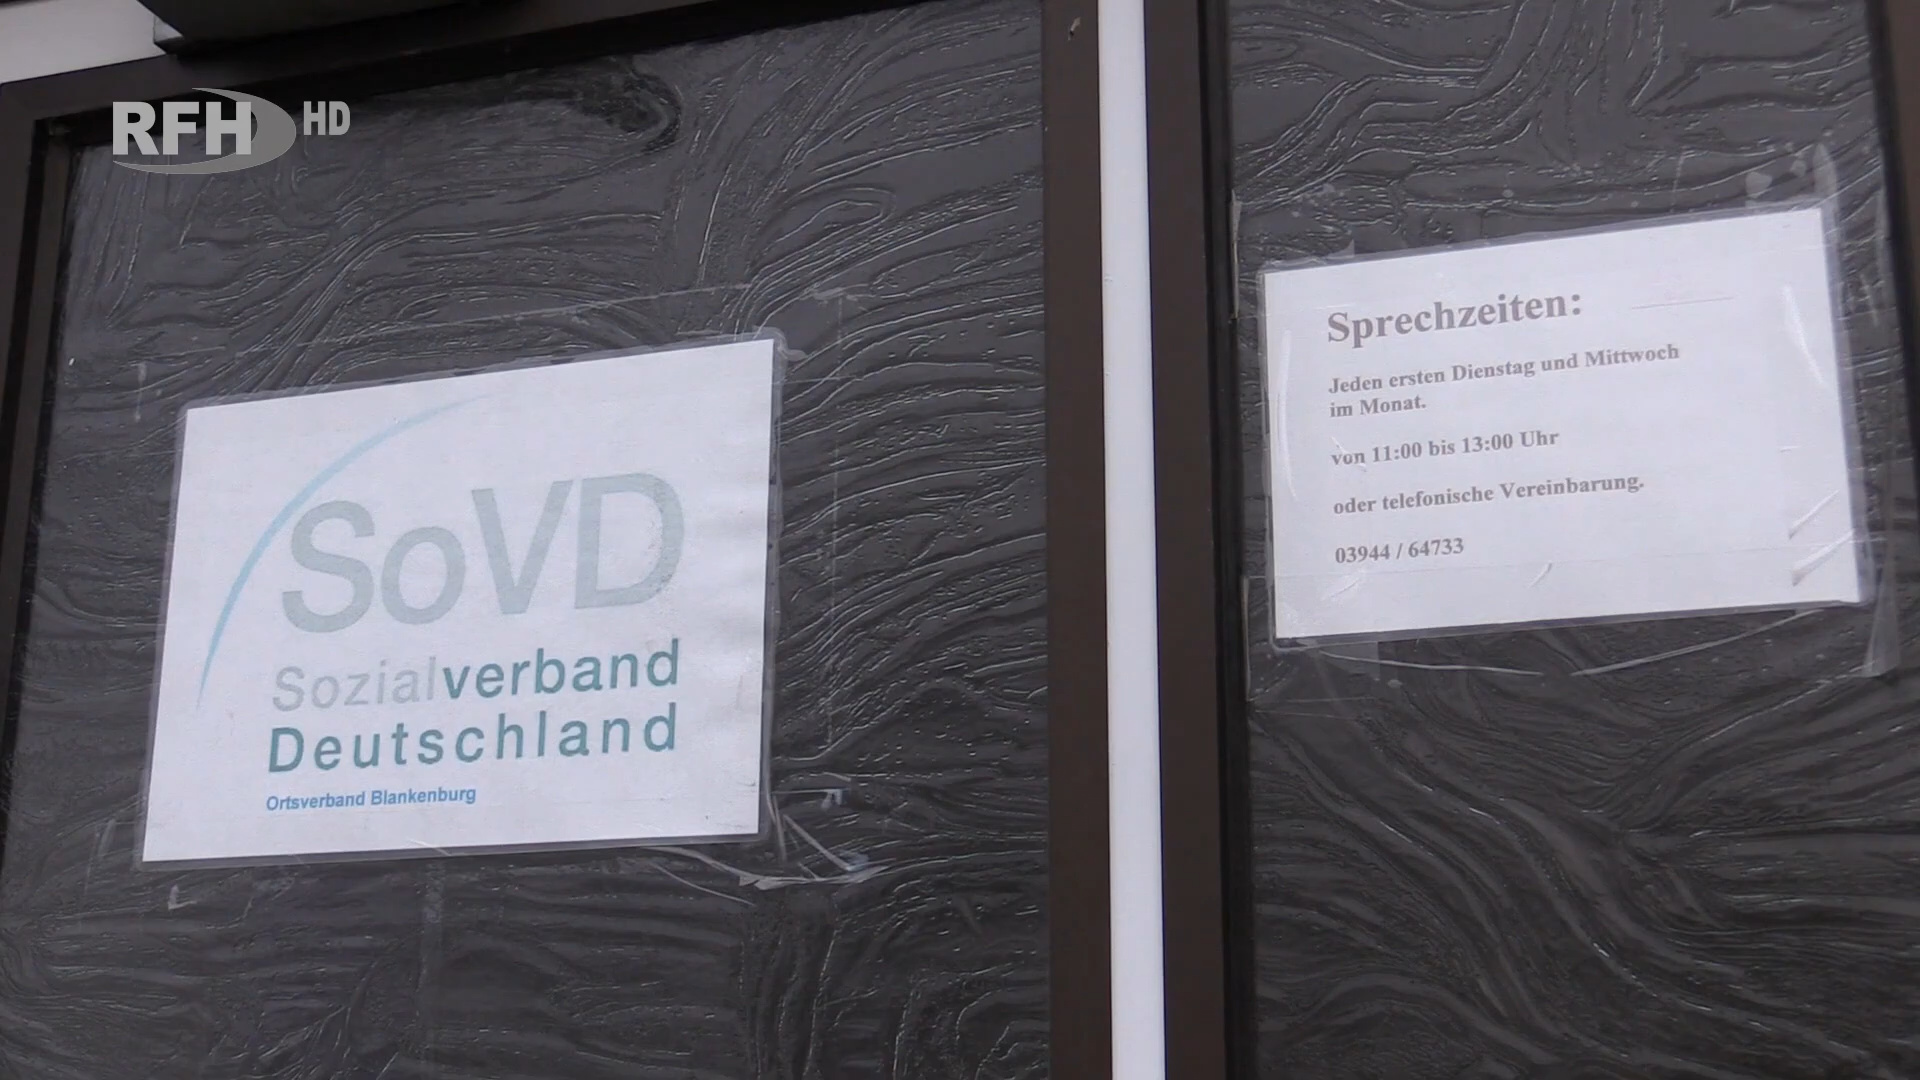 RFH HD
SoVD
Sozialverband
Deutschland
Ortsverband Blankenburg
Sprechzeiten:
Jeden ersten Dienstag und Mittwoch
im Monat.
von 11:00 bis 13:00 Uhr
oder telefonische Vereinbarung.
03944 / 64733